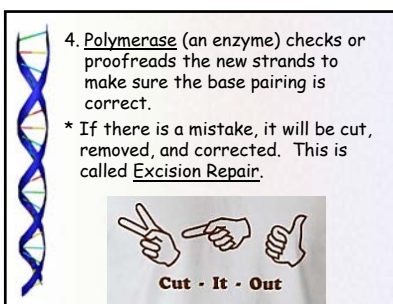 4. Polymerase (an enzyme) checks or
proofreads the new strands to
make sure the base pairing is
correct.
* If there is a mistake, it will be cut,
removed, and corrected. This is
called Excision Repair.
Cut - It - Out